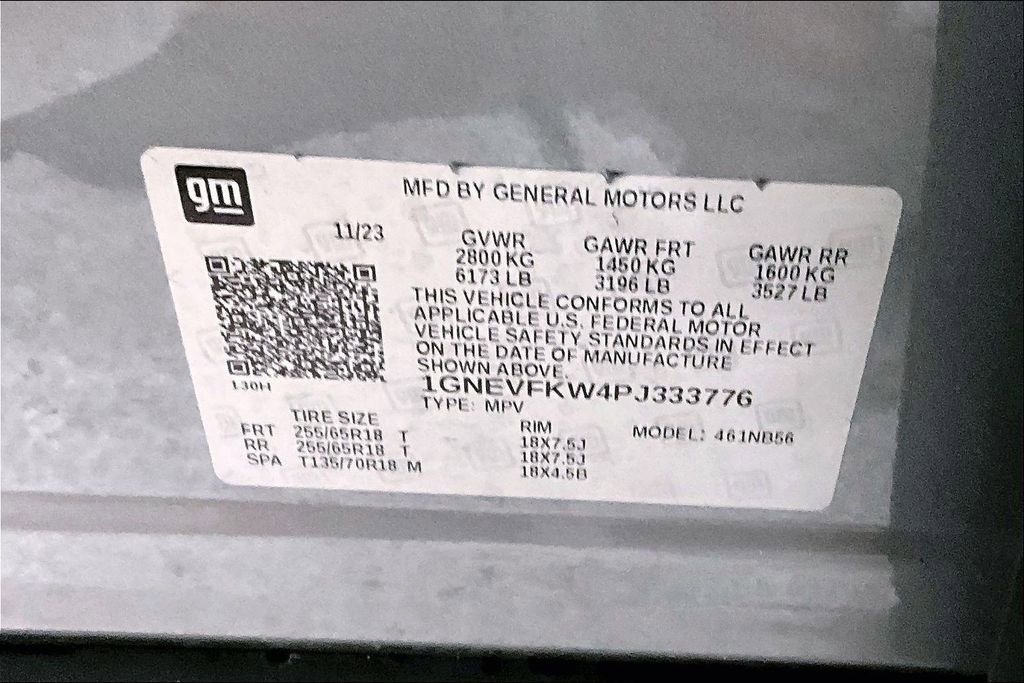 gm
MFD BY GENERAL MOTORS LLC
11/23
GVWR GAWR FRT GAWR RR
2800 KG 1450 KG 1600 KG
6173 LB 3196 LB 3527 LB
THIS VEHICLE CONFORMS TO ALL
APPLICABLE U.S. FEDERAL MOTOR
VEHICLE SAFETY STANDARDS IN EFFECT
ON THE DATE OF MANUFACTURE
SHOWN ABOVE.
130H
1GNEVFKW4PJ333776
TYPE: MPV
TIRE SIZE RIM MODEL: 461NB56
FRT 255/65R18 T 18X7.5J
RR 255/65R18 T 18X7.5J
SPA T135/70R18 M 18X4.5B